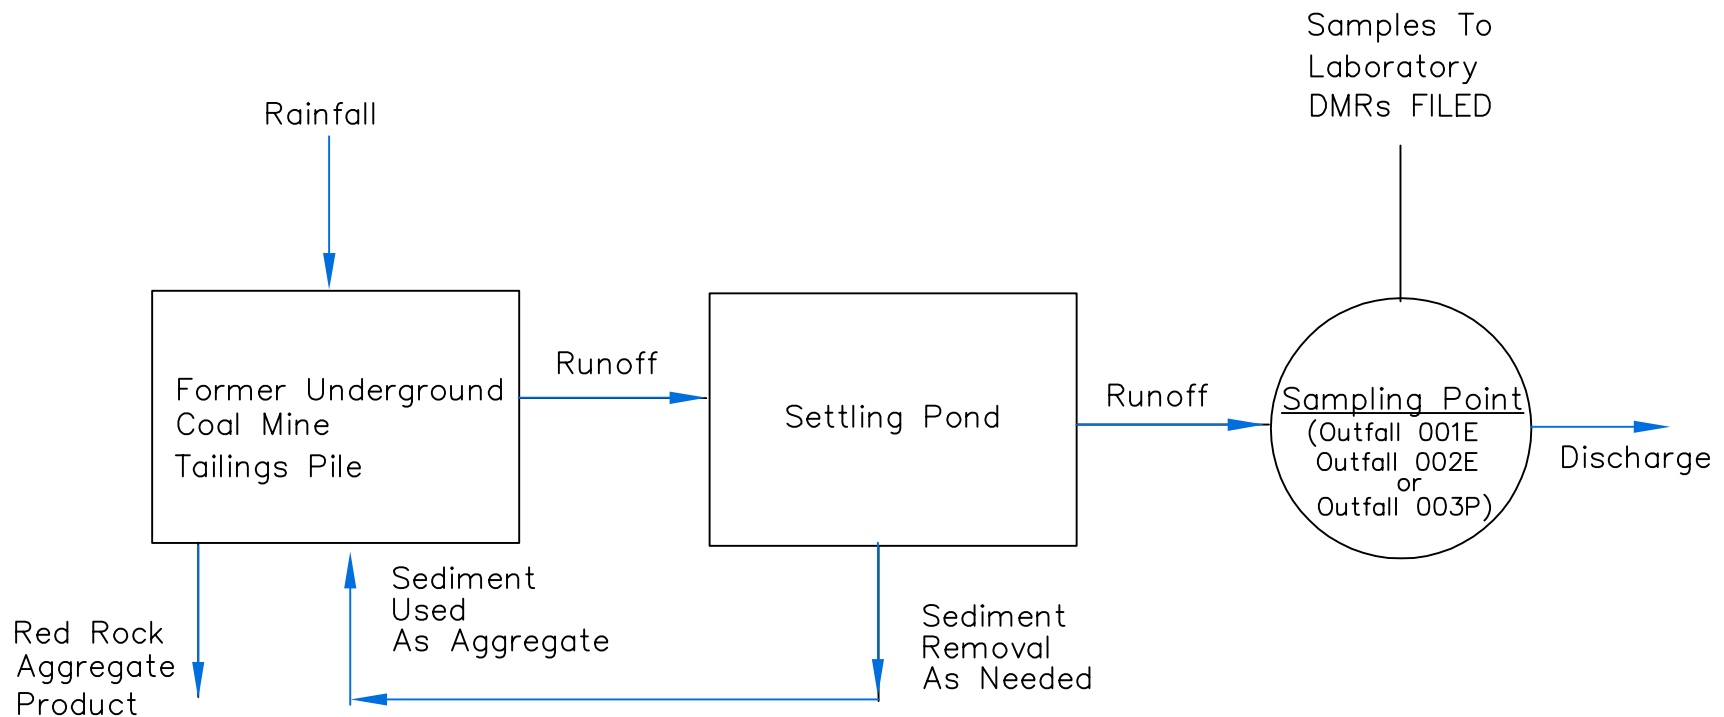 Samples To
Laboratory
DMRs FILED
Rainfall
Former Underground
Coal Mine
Tailings Pile
Runoff
Settling Pond
Runoff
Sampling Point
(Outfall 001E
Outfall 002E
or
Outfall 003P)
Discharge
Red Rock
Aggregate
Product
Sediment
Used
As Aggregate
Sediment
Removal
As Needed